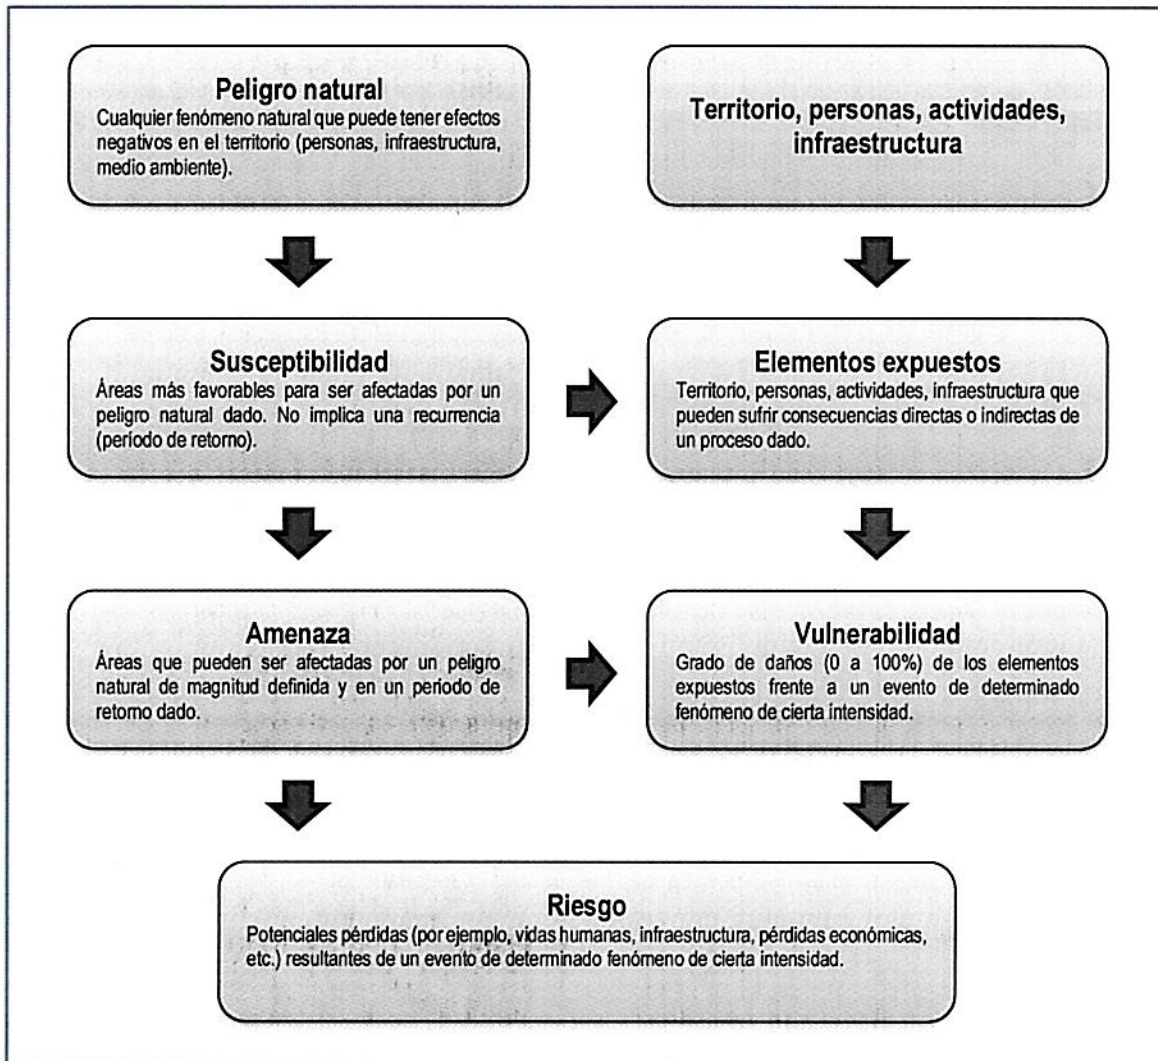 Peligro natural
Cualquier fenómeno natural que puede tener efectos
negativos en el territorio (personas, infraestructura,
medio ambiente).
Territorio, personas, actividades,
infraestructura
Susceptibilidad
Áreas más favorables para ser afectadas por un
peligro natural dado. No implica una recurrencia
(período de retorno).
Elementos expuestos
Territorio, personas, actividades, infraestructura que
pueden sufrir consecuencias directas o indirectas de
un proceso dado.
Amenaza
Áreas que pueden ser afectadas por un peligro
natural de magnitud definida y en un período de
retorno dado.
Vulnerabilidad
Grado de daños (0 a 100%) de los elementos
expuestos frente a un evento de determinado
fenómeno de cierta intensidad.
Riesgo
Potenciales pérdidas (por ejemplo, vidas humanas, infraestructura, pérdidas económicas,
etc.) resultantes de un evento de determinado fenómeno de cierta intensidad.